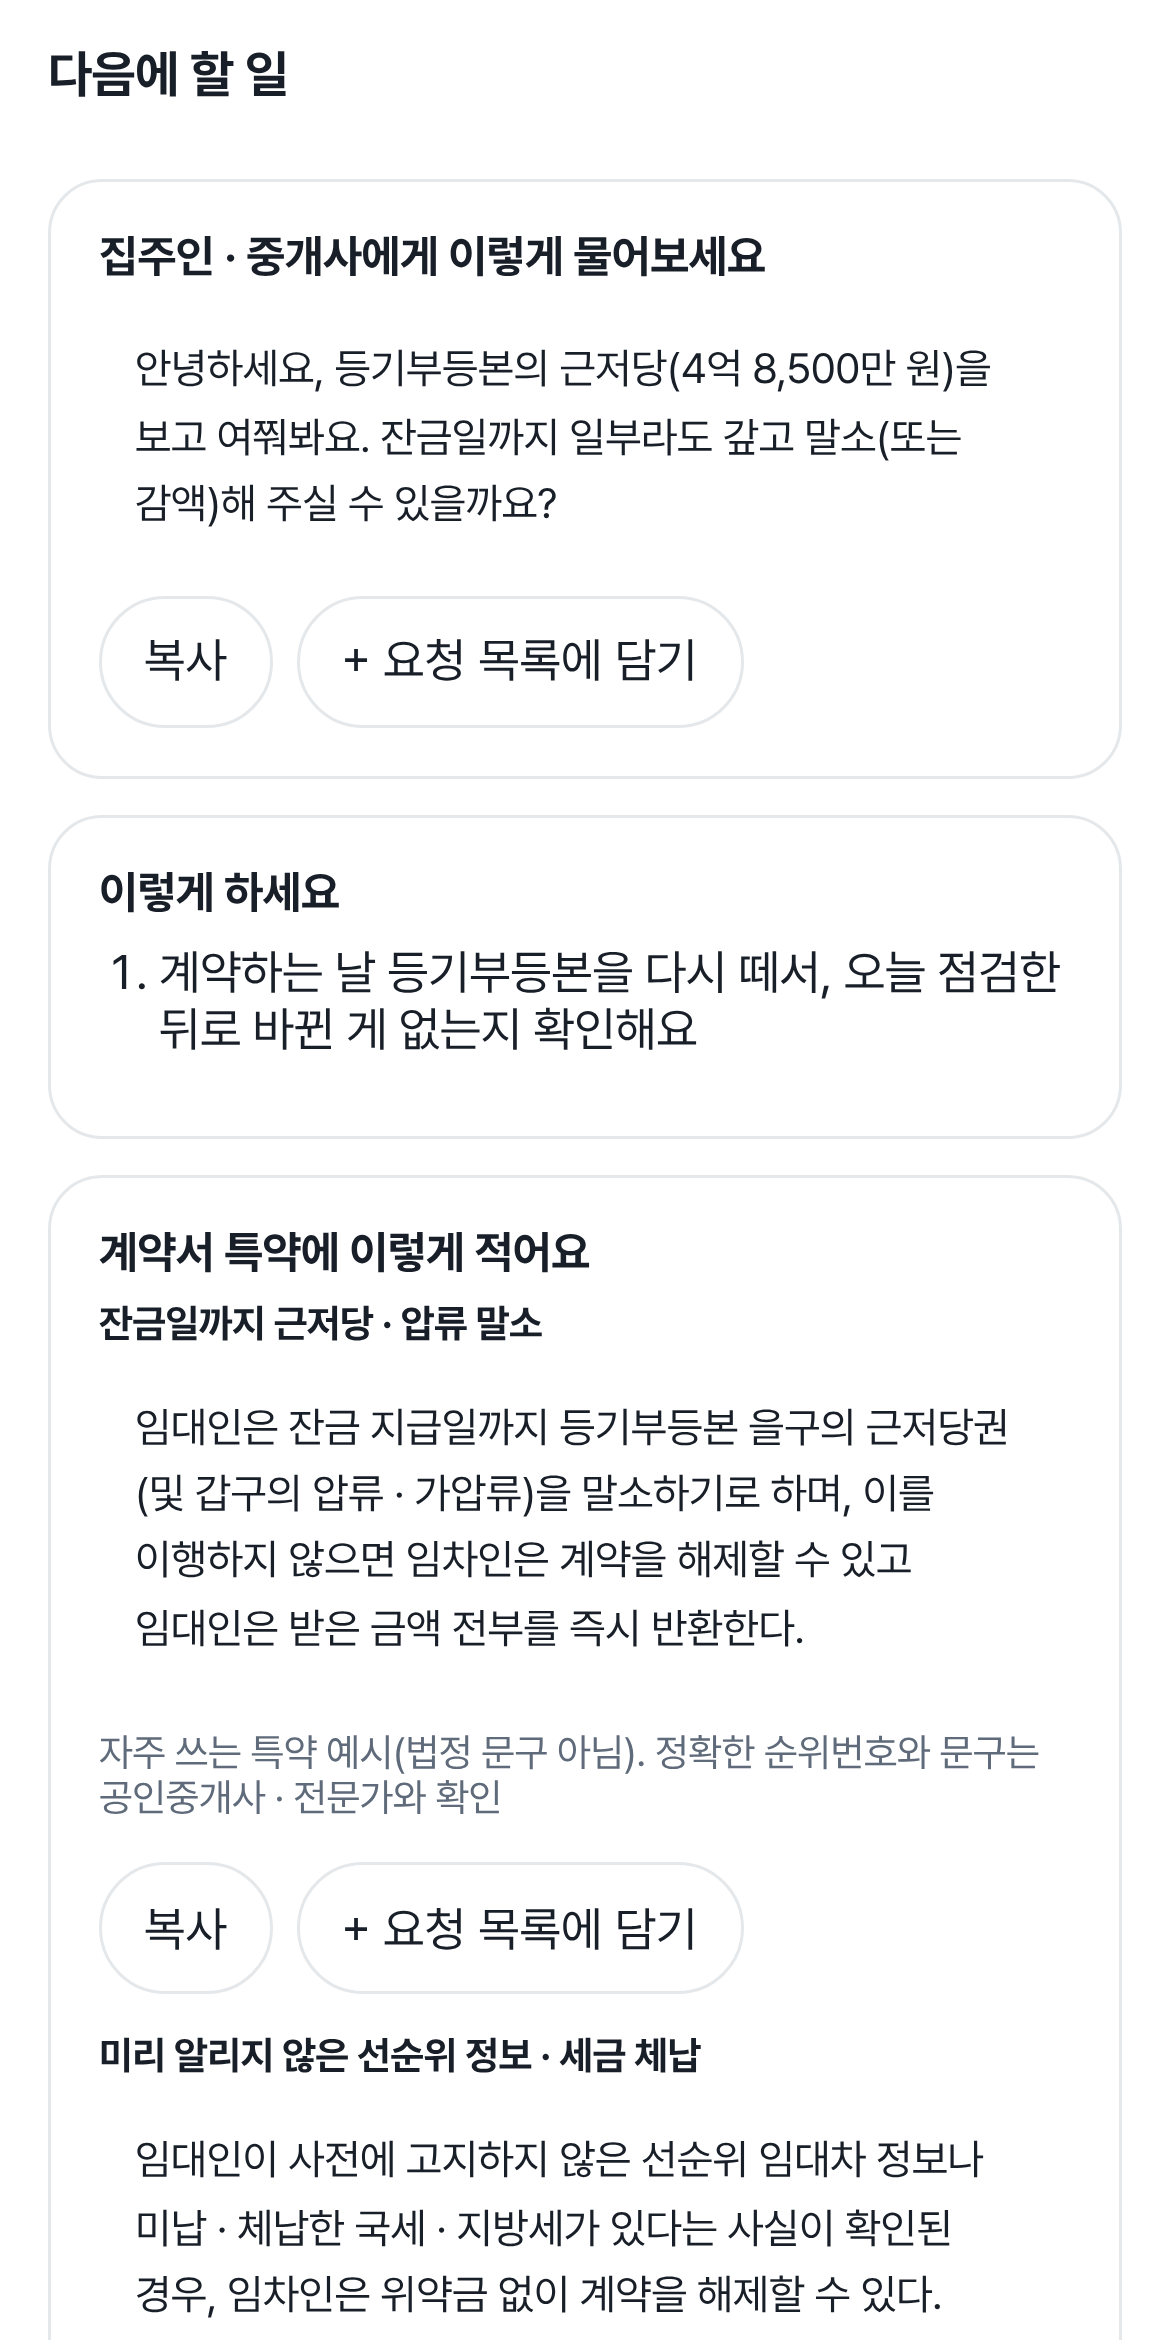 다음에 할 일
집주인 · 중개사에게 이렇게 물어보세요
안녕하세요, 등기부등본의 근저당(4억 8,500만 원)을
보고 여쭤봐요. 잔금일까지 일부라도 갚고 말소(또는
감액)해 주실 수 있을까요?
복사
+ 요청 목록에 담기
이렇게 하세요
1. 계약하는 날 등기부등본을 다시 떼서, 오늘 점검한
뒤로 바뀐 게 없는지 확인해요
계약서 특약에 이렇게 적어요
잔금일까지 근저당 · 압류 말소
임대인은 잔금 지급일까지 등기부등본 을구의 근저당권
(및 갑구의 압류 · 가압류)을 말소하기로 하며, 이를
이행하지 않으면 임차인은 계약을 해제할 수 있고
임대인은 받은 금액 전부를 즉시 반환한다.
자주 쓰는 특약 예시(법정 문구 아님). 정확한 순위번호와 문구는
공인중개사 · 전문가와 확인
복사
+ 요청 목록에 담기
미리 알리지 않은 선순위 정보 · 세금 체납
임대인이 사전에 고지하지 않은 선순위 임대차 정보나
미납 · 체납한 국세 · 지방세가 있다는 사실이 확인된
경우, 임차인은 위약금 없이 계약을 해제할 수 있다.